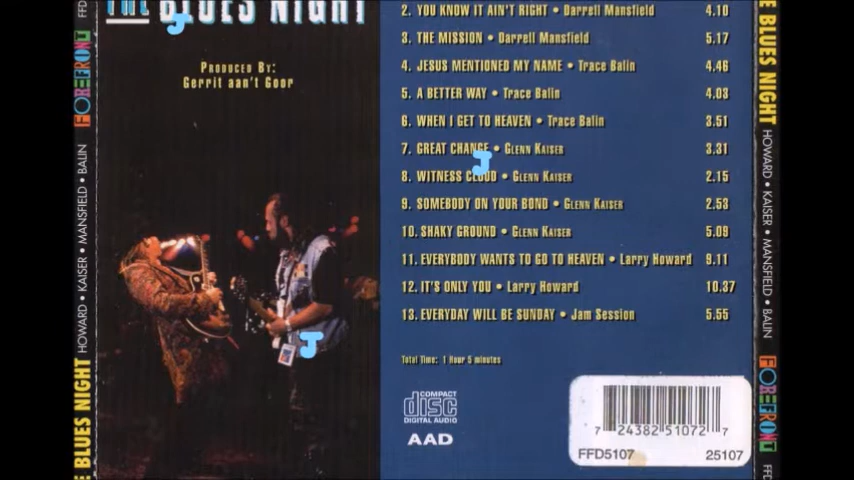 THE BLUES NIGHT
PRODUCED BY:
Gerrit aan't Goor
2. YOU KNOW IT AIN'T RIGHT • Darrell Mansfield 4.10
3. THE MISSION • Darrell Mansfield 5.17
4. JESUS MENTIONED MY NAME • Trace Balin 4.46
5. A BETTER WAY • Trace Balin 4.03
6. WHEN I GET TO HEAVEN • Trace Balin 3.51
7. GREAT CHANGE • GLENN KAISER 3.31
8. WITNESS CLOUD • GLENN KAISER 2.15
9. SOMEBODY ON YOUR BOND • GLENN KAISER 2.53
10. SHAKY GROUND • GLENN KAISER 5.09
11. EVERYBODY WANTS TO GO TO HEAVEN • Larry Howard 9.11
12. IT'S ONLY YOU • Larry Howard 10.37
13. EVERYDAY WILL BE SUNDAY • Jam Session 5.55
Total Time: 1 Hour 5 minutes
COMPACT
disc
DIGITAL AUDIO
AAD
7 24382 51072 7
FFD5107 25107
E BLUES NIGHT HOWARD • KAISER • MANSFIELD • BALIN FOREFRONT FFD
E BLUES NIGHT HOWARD • KAISER • MANSFIELD • BALIN FOREFRONT FF
J
J
J